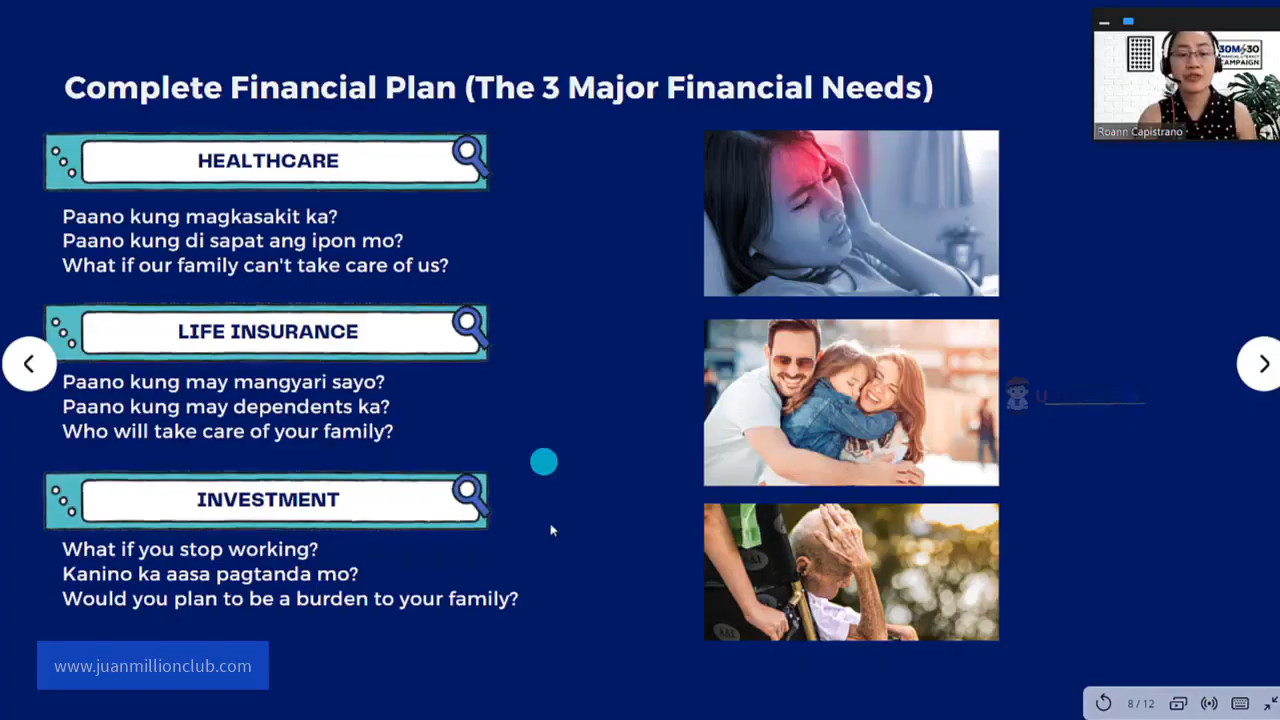 Complete Financial Plan (The 3 Major Financial Needs)
HEALTHCARE
Paano kung magkasakit ka?
Paano kung di sapat ang ipon mo?
What if our family can't take care of us?
LIFE INSURANCE
Paano kung may mangyari sayo?
Paano kung may dependents ka?
Who will take care of your family?
INVESTMENT
What if you stop working?
Kanino ka aasa pagtanda mo?
Would you plan to be a burden to your family?
www.juanmillionclub.com
30M 30
FINANCIAL LITERACY
CAMPAIGN
Roann Capistrano
U
8 / 12